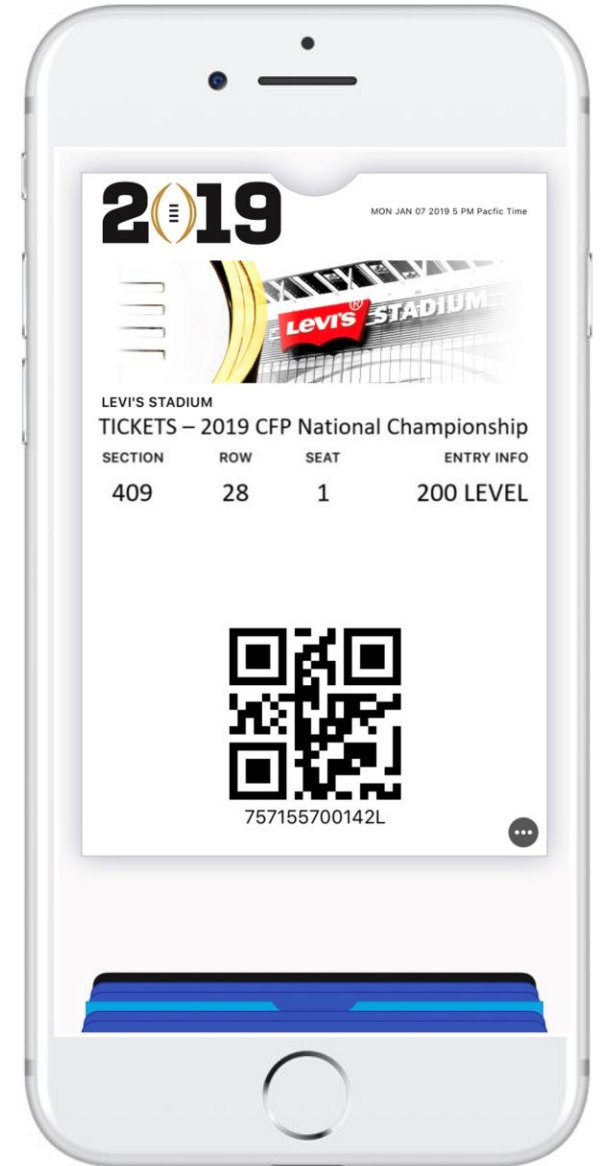 2019
MON JAN 07 2019 5 PM Pacfic Time
LEVI'S® STADIUM
LEVI'S STADIUM
TICKETS – 2019 CFP National Championship
SECTION ROW SEAT ENTRY INFO
409 28 1 200 LEVEL
757155700142L